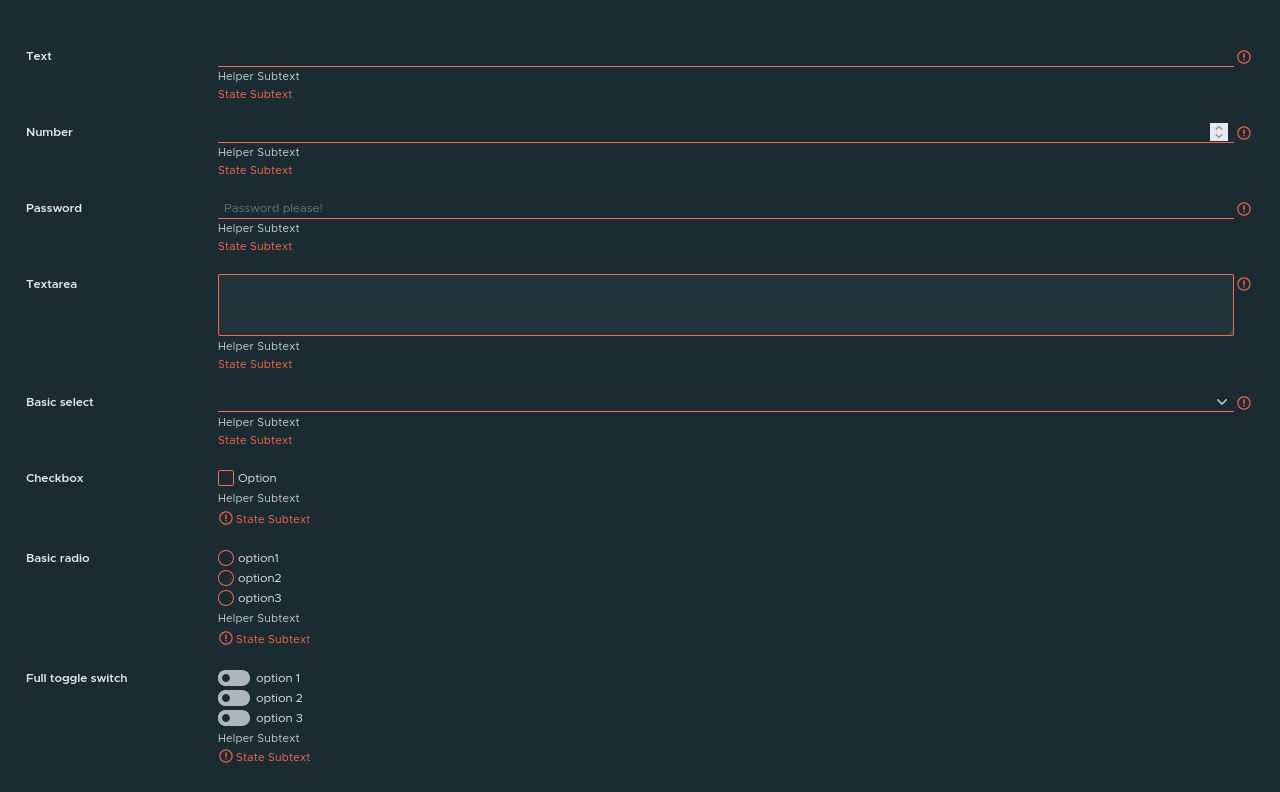 Text
Helper Subtext
State Subtext
Number
Helper Subtext
State Subtext
Password
Password please!
Helper Subtext
State Subtext
Textarea
Helper Subtext
State Subtext
Basic select
Helper Subtext
State Subtext
Checkbox
Option
Helper Subtext
State Subtext
Basic radio
option1
option2
option3
Helper Subtext
State Subtext
Full toggle switch
option 1
option 2
option 3
Helper Subtext
State Subtext